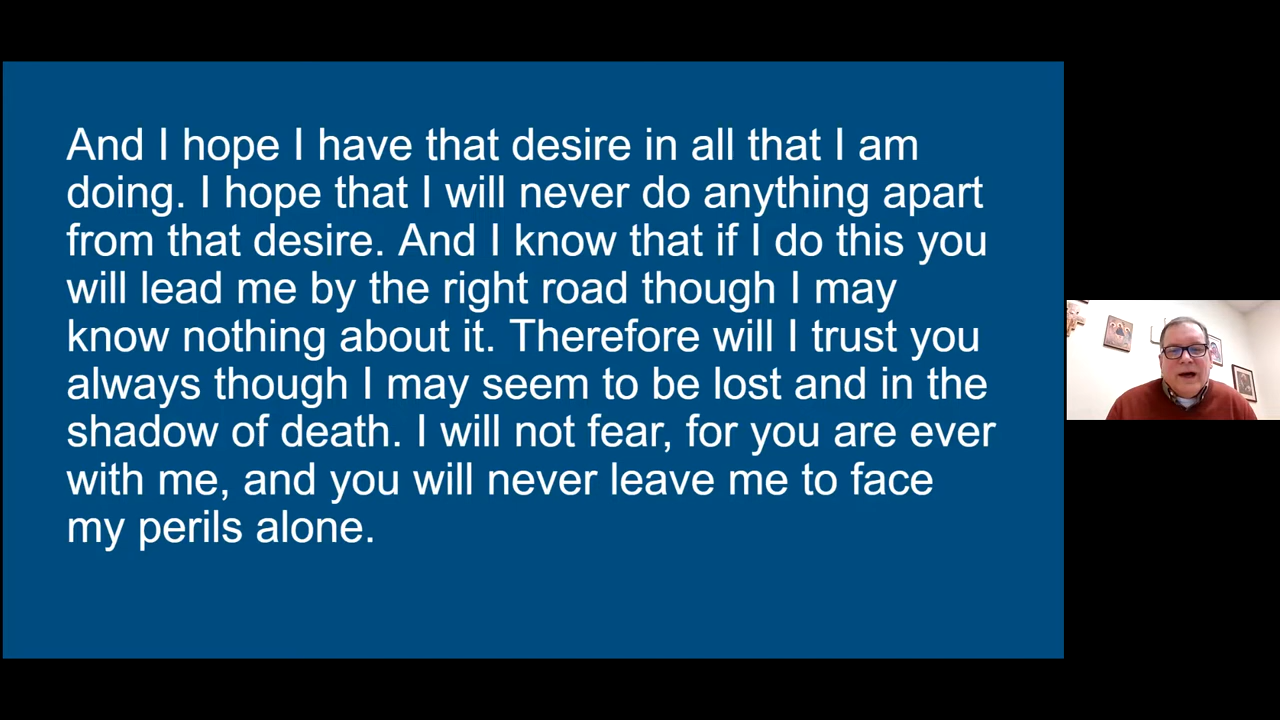 And I hope I have that desire in all that I am
doing. I hope that I will never do anything apart
from that desire. And I know that if I do this you
will lead me by the right road though I may
know nothing about it. Therefore will I trust you
always though I may seem to be lost and in the
shadow of death. I will not fear, for you are ever
with me, and you will never leave me to face
my perils alone.